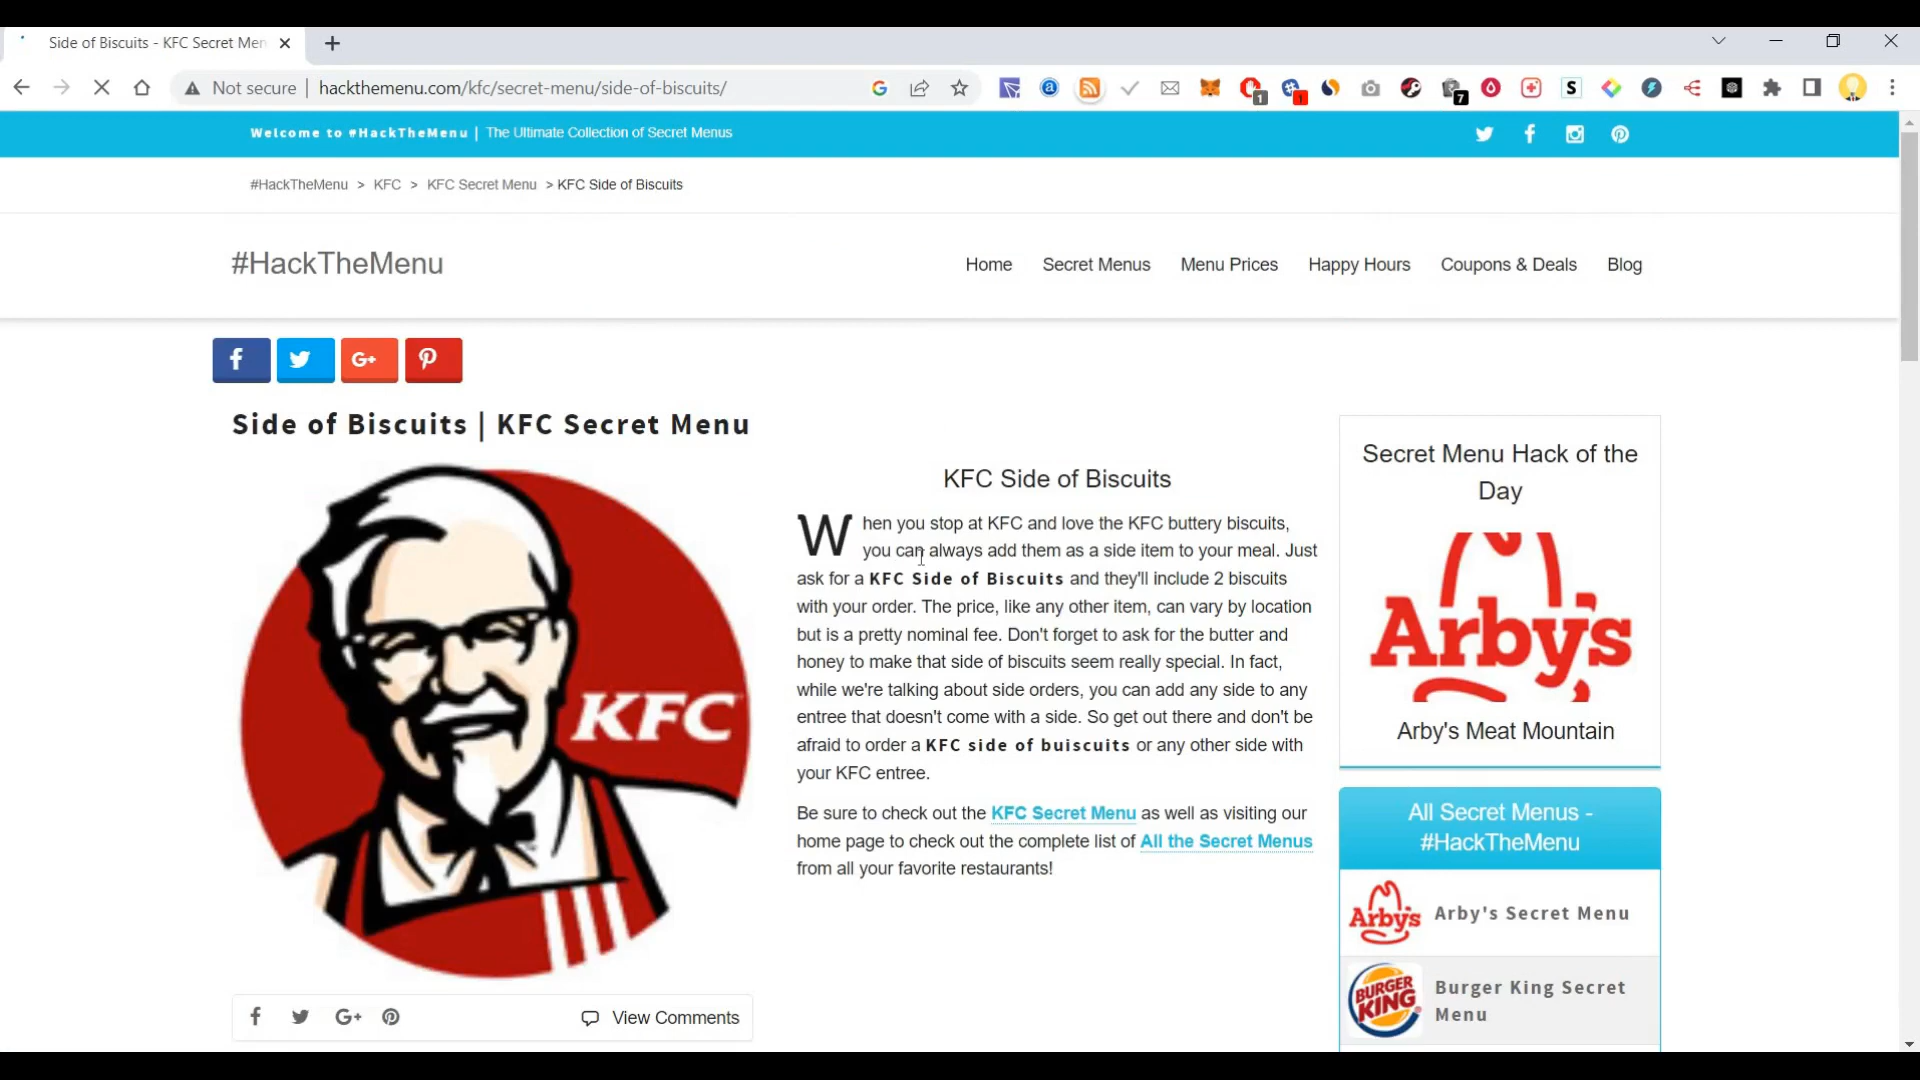 Side of Biscuits - KFC Secret Men
Not secure
hackthemenu.com/kfc/secret-menu/side-of-biscuits/
1
1
7
S
Welcome to #HackTheMenu | The Ultimate Collection of Secret Menus
#HackTheMenu > KFC > KFC Secret Menu > KFC Side of Biscuits
#HackTheMenu
Home
Secret Menus
Menu Prices
Happy Hours
Coupons & Deals
Blog
Side of Biscuits | KFC Secret Menu
KFC
KFC Side of Biscuits
When you stop at KFC and love the KFC buttery biscuits,
you can always add them as a side item to your meal. Just
ask for a KFC Side of Biscuits and they'll include 2 biscuits
with your order. The price, like any other item, can vary by location
but is a pretty nominal fee. Don't forget to ask for the butter and
honey to make that side of biscuits seem really special. In fact,
while we're talking about side orders, you can add any side to any
entree that doesn't come with a side. So get out there and don't be
afraid to order a KFC side of buiscuits or any other side with
your KFC entree.
Be sure to check out the KFC Secret Menu as well as visiting our
home page to check out the complete list of All the Secret Menus
from all your favorite restaurants!
View Comments
Secret Menu Hack of the
Day
Arby's
Arby's Meat Mountain
All Secret Menus -
#HackTheMenu
Arby's
Arby's Secret Menu
BURGER
KING
Burger King Secret
Menu